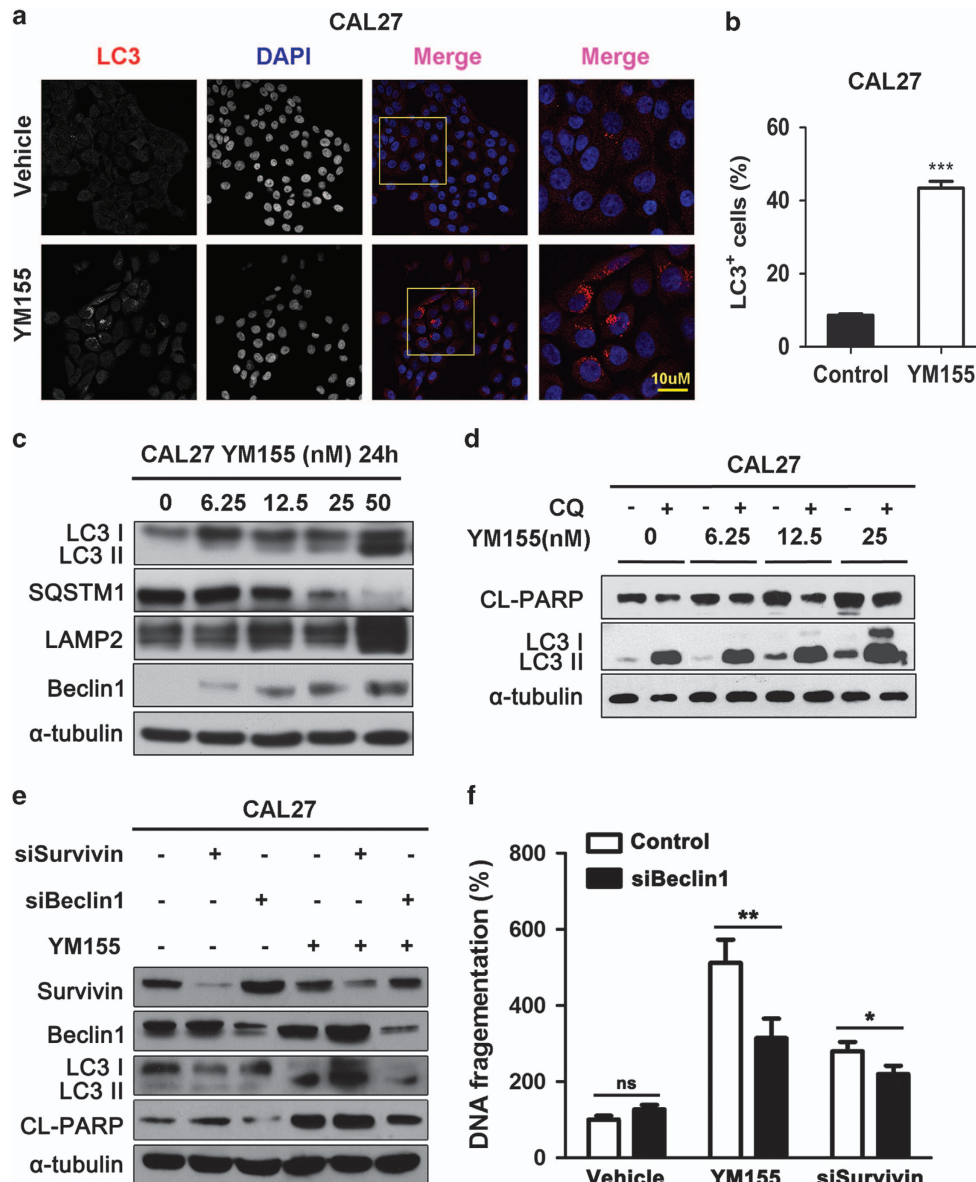 a
CAL27
LC3 DAPI Merge Merge
Vehicle
YM155
10uM
b
CAL27
LC3+ cells (%)
60
40
20
0
***
Control YM155
c
CAL27 YM155 (nM) 24h
0 6.25 12.5 25 50
LC3 I
LC3 II
SQSTM1
LAMP2
Beclin1
α-tubulin
d
CAL27
CQ - + - + - + - +
YM155(nM) 0 6.25 12.5 25
CL-PARP
LC3 I
LC3 II
α-tubulin
e
CAL27
siSurvivin - + - - + -
siBeclin1 - - + - - +
YM155 - - - + + +
Survivin
Beclin1
LC3 I
LC3 II
CL-PARP
α-tubulin
f
DNA fragementation (%)
800
600
400
200
0
Control
siBeclin1
ns
**
*
Vehicle YM155 siSurvivin